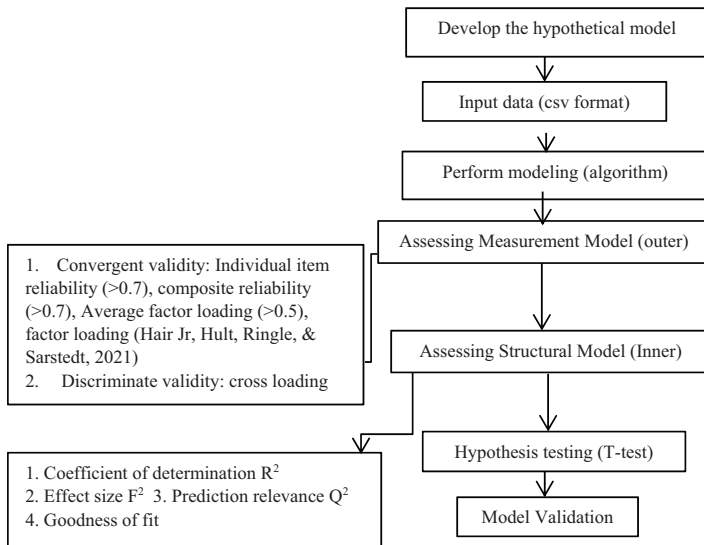 Develop the hypothetical model
Input data (csv format)
Perform modeling (algorithm)
Assessing Measurement Model (outer)
1. Convergent validity: Individual item
reliability (>0.7), composite reliability
(>0.7), Average factor loading (>0.5),
factor loading (Hair Jr, Hult, Ringle, &
Sarstedt, 2021)
2. Discriminate validity: cross loading
Assessing Structural Model (Inner)
1. Coefficient of determination R²
2. Effect size F² 3. Prediction relevance Q²
4. Goodness of fit
Hypothesis testing (T-test)
Model Validation